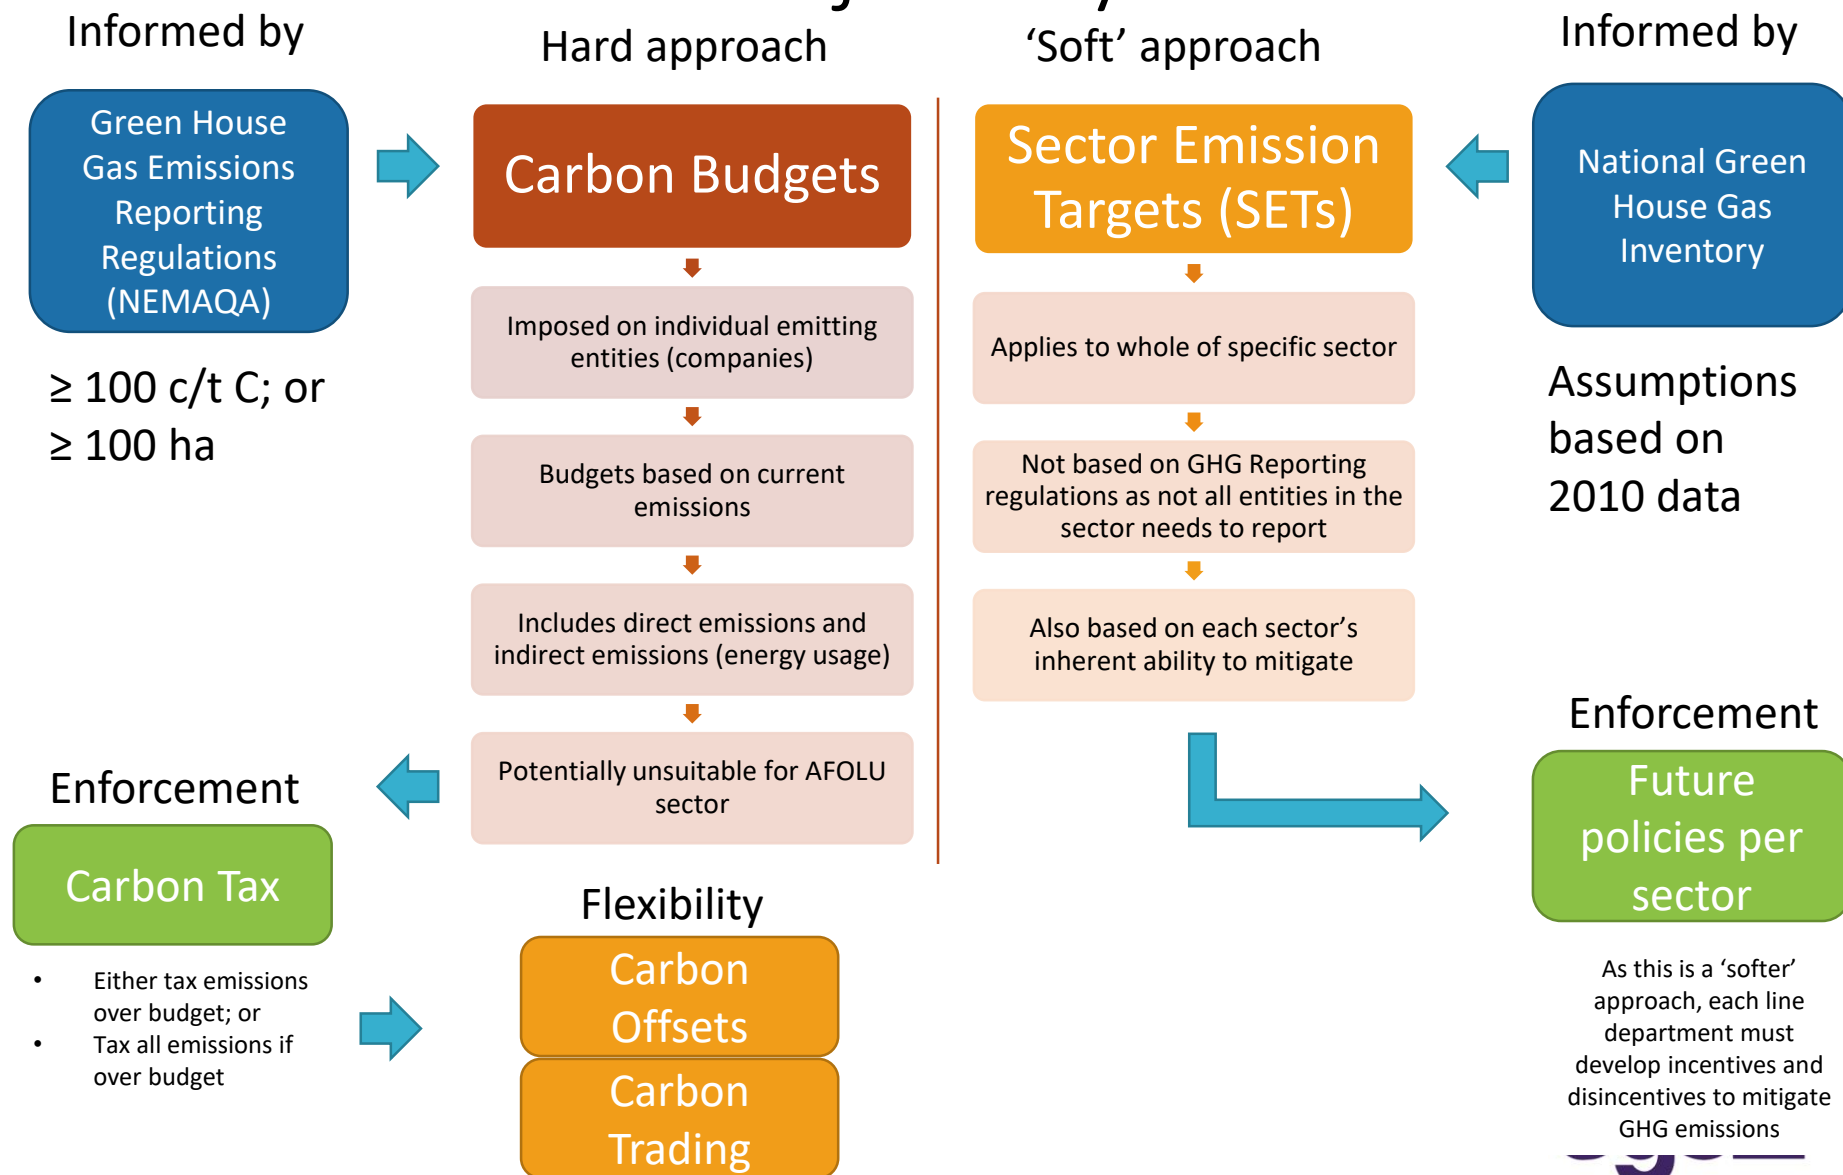 Informed by
Green House
Gas Emissions
Reporting
Regulations
(NEMAQA)
≥ 100 c/t C; or
≥ 100 ha
Hard approach
Carbon Budgets
Imposed on individual emitting
entities (companies)
Budgets based on current
emissions
Includes direct emissions and
indirect emissions (energy usage)
Potentially unsuitable for AFOLU
sector
Enforcement
Carbon Tax
• Either tax emissions
over budget; or
• Tax all emissions if
over budget
Flexibility
Carbon
Offsets
Carbon
Trading
‘Soft’ approach
Sector Emission
Targets (SETs)
Applies to whole of specific sector
Not based on GHG Reporting
regulations as not all entities in the
sector needs to report
Also based on each sector’s
inherent ability to mitigate
Informed by
National Green
House Gas
Inventory
Assumptions
based on
2010 data
Enforcement
Future
policies per
sector
As this is a ‘softer’
approach, each line
department must
develop incentives and
disincentives to mitigate
GHG emissions